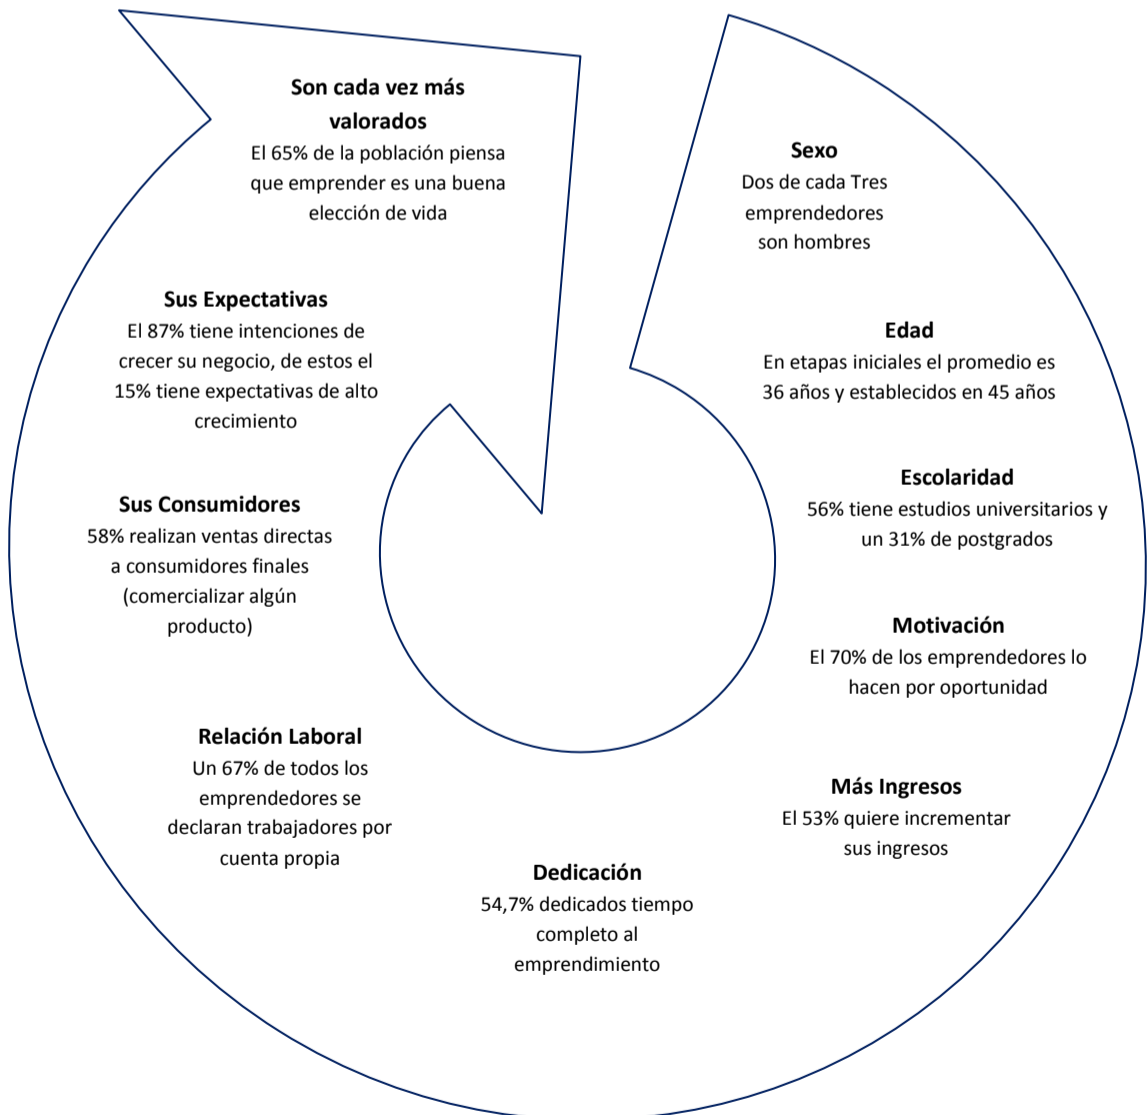 Son cada vez más
valorados
El 65% de la población piensa
que emprender es una buena
elección de vida
Sexo
Dos de cada Tres
emprendedores
son hombres
Sus Expectativas
El 87% tiene intenciones de
crecer su negocio, de estos el
15% tiene expectativas de alto
crecimiento
Edad
En etapas iniciales el promedio es
36 años y establecidos en 45 años
Escolaridad
56% tiene estudios universitarios y
un 31% de postgrados
Sus Consumidores
58% realizan ventas directas
a consumidores finales
(comercializar algún
producto)
Motivación
El 70% de los emprendedores lo
hacen por oportunidad
Relación Laboral
Un 67% de todos los
emprendedores se
declaran trabajadores por
cuenta propia
Más Ingresos
El 53% quiere incrementar
sus ingresos
Dedicación
54,7% dedicados tiempo
completo al
emprendimiento